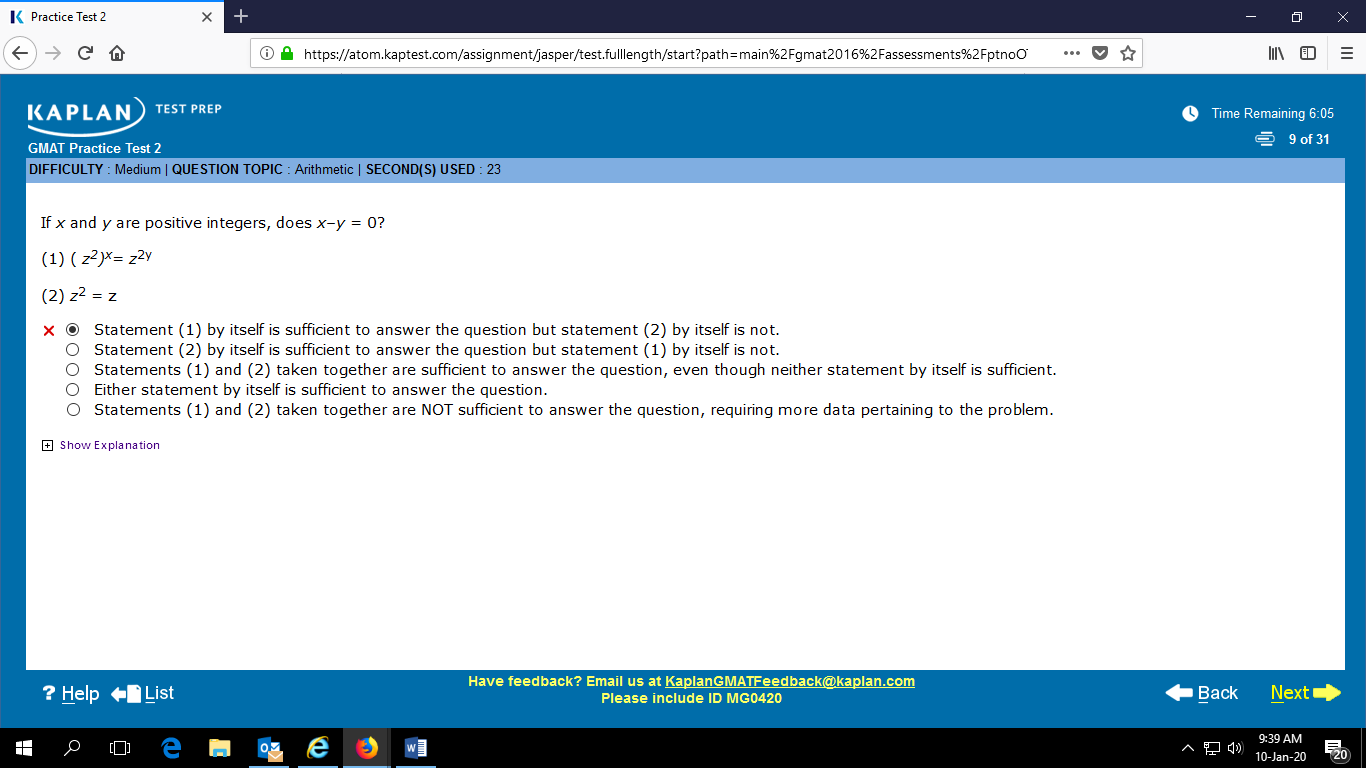 Practice Test 2
https://atom.kaptest.com/assignment/jasper/test.fulllength/start?path=main%2Fgmat2016%2Fassessments%2FptnoO
KAPLAN TEST PREP
Time Remaining 6:05
GMAT Practice Test 2
9 of 31
DIFFICULTY : Medium | QUESTION TOPIC : Arithmetic | SECOND(S) USED : 23
If x and y are positive integers, does x–y = 0?
(1) ( z²)ˣ= z²ʸ
(2) z² = z
Statement (1) by itself is sufficient to answer the question but statement (2) by itself is not.
Statement (2) by itself is sufficient to answer the question but statement (1) by itself is not.
Statements (1) and (2) taken together are sufficient to answer the question, even though neither statement by itself is sufficient.
Either statement by itself is sufficient to answer the question.
Statements (1) and (2) taken together are NOT sufficient to answer the question, requiring more data pertaining to the problem.
Show Explanation
Have feedback? Email us at KaplanGMATFeedback@kaplan.com
Please include ID MG0420
? Help List
Back Next
9:39 AM
10-Jan-20
20